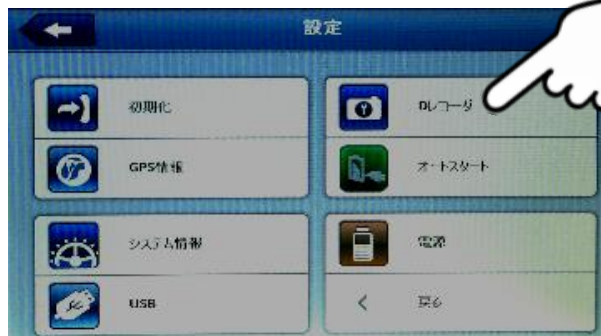 設定
初期化
Dレコーダ
GPS情報
オートスタート
システム情報
電源
USB
戻る